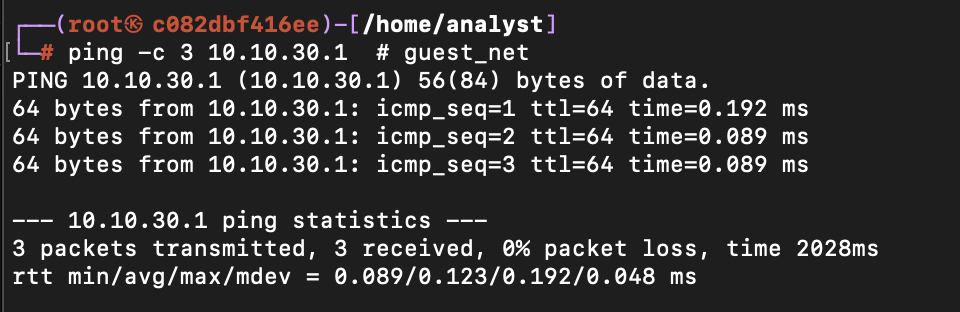 ┌──(root㉿ c082dbf416ee)-[/home/analyst]
└─# ping -c 3 10.10.30.1  # guest_net
PING 10.10.30.1 (10.10.30.1) 56(84) bytes of data.
64 bytes from 10.10.30.1: icmp_seq=1 ttl=64 time=0.192 ms
64 bytes from 10.10.30.1: icmp_seq=2 ttl=64 time=0.089 ms
64 bytes from 10.10.30.1: icmp_seq=3 ttl=64 time=0.089 ms

--- 10.10.30.1 ping statistics ---
3 packets transmitted, 3 received, 0% packet loss, time 2028ms
rtt min/avg/max/mdev = 0.089/0.123/0.192/0.048 ms